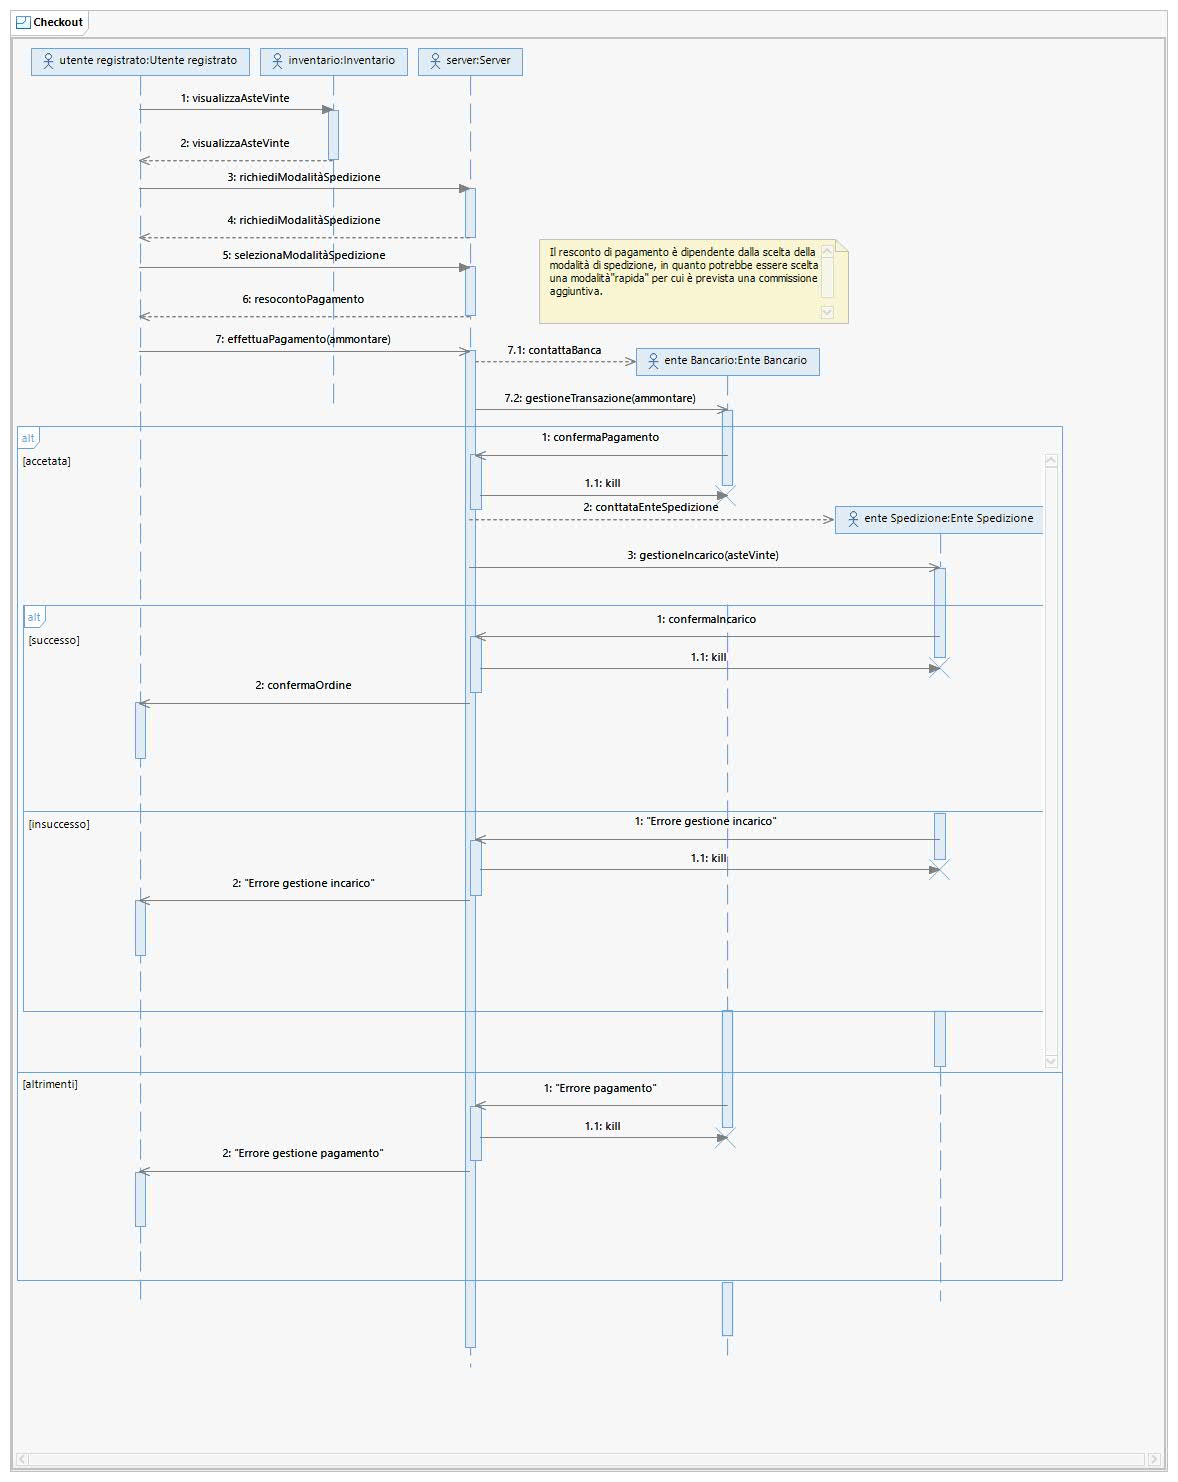 Checkout
utente registrato:Utente registrato
inventario:Inventario
server:Server
1: visualizzaAsteVinte
2: visualizzaAsteVinte
3: richiediModalitàSpedizione
4: richiediModalitàSpedizione
5: selezionaModalitàSpedizione
Il resconto di pagamento è dipendente dalla scelta della
modalità di spedizione, in quanto potrebbe essere scelta
una modalità"rapida" per cui è prevista una commissione
aggiuntiva.
6: resocontoPagamento
7: effettuaPagamento(ammontare)
7.1: contattaBanca
ente Bancario:Ente Bancario
7.2: gestioneTransazione(ammontare)
alt
1: confermaPagamento
[accetata]
1.1: kill
2: conttataEnteSpedizione
ente Spedizione:Ente Spedizione
3: gestioneIncarico(asteVinte)
alt
1: confermaIncarico
[successo]
1.1: kill
2: confermaOrdine
[insuccesso]
1: "Errore gestione incarico"
1.1: kill
2: "Errore gestione incarico"
[altrimenti]
1: "Errore pagamento"
1.1: kill
2: "Errore gestione pagamento"